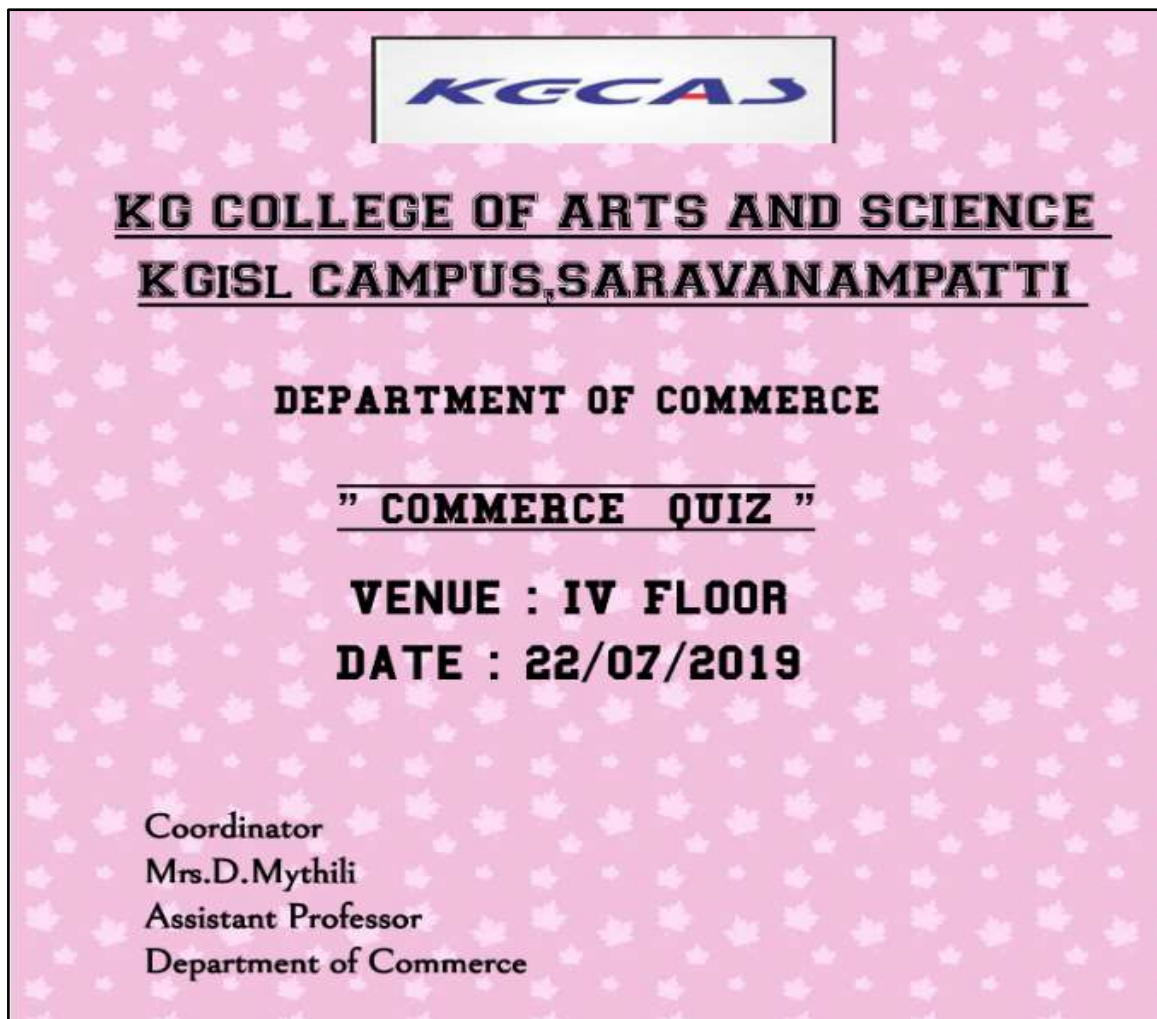 KGCAS
KG COLLEGE OF ARTS AND SCIENCE
KGISL CAMPUS,SARAVANAMPATTI
DEPARTMENT OF COMMERCE
” COMMERCE QUIZ ”
VENUE : IV FLOOR
DATE : 22/07/2019
Coordinator
Mrs.D.Mythili
Assistant Professor
Department of Commerce